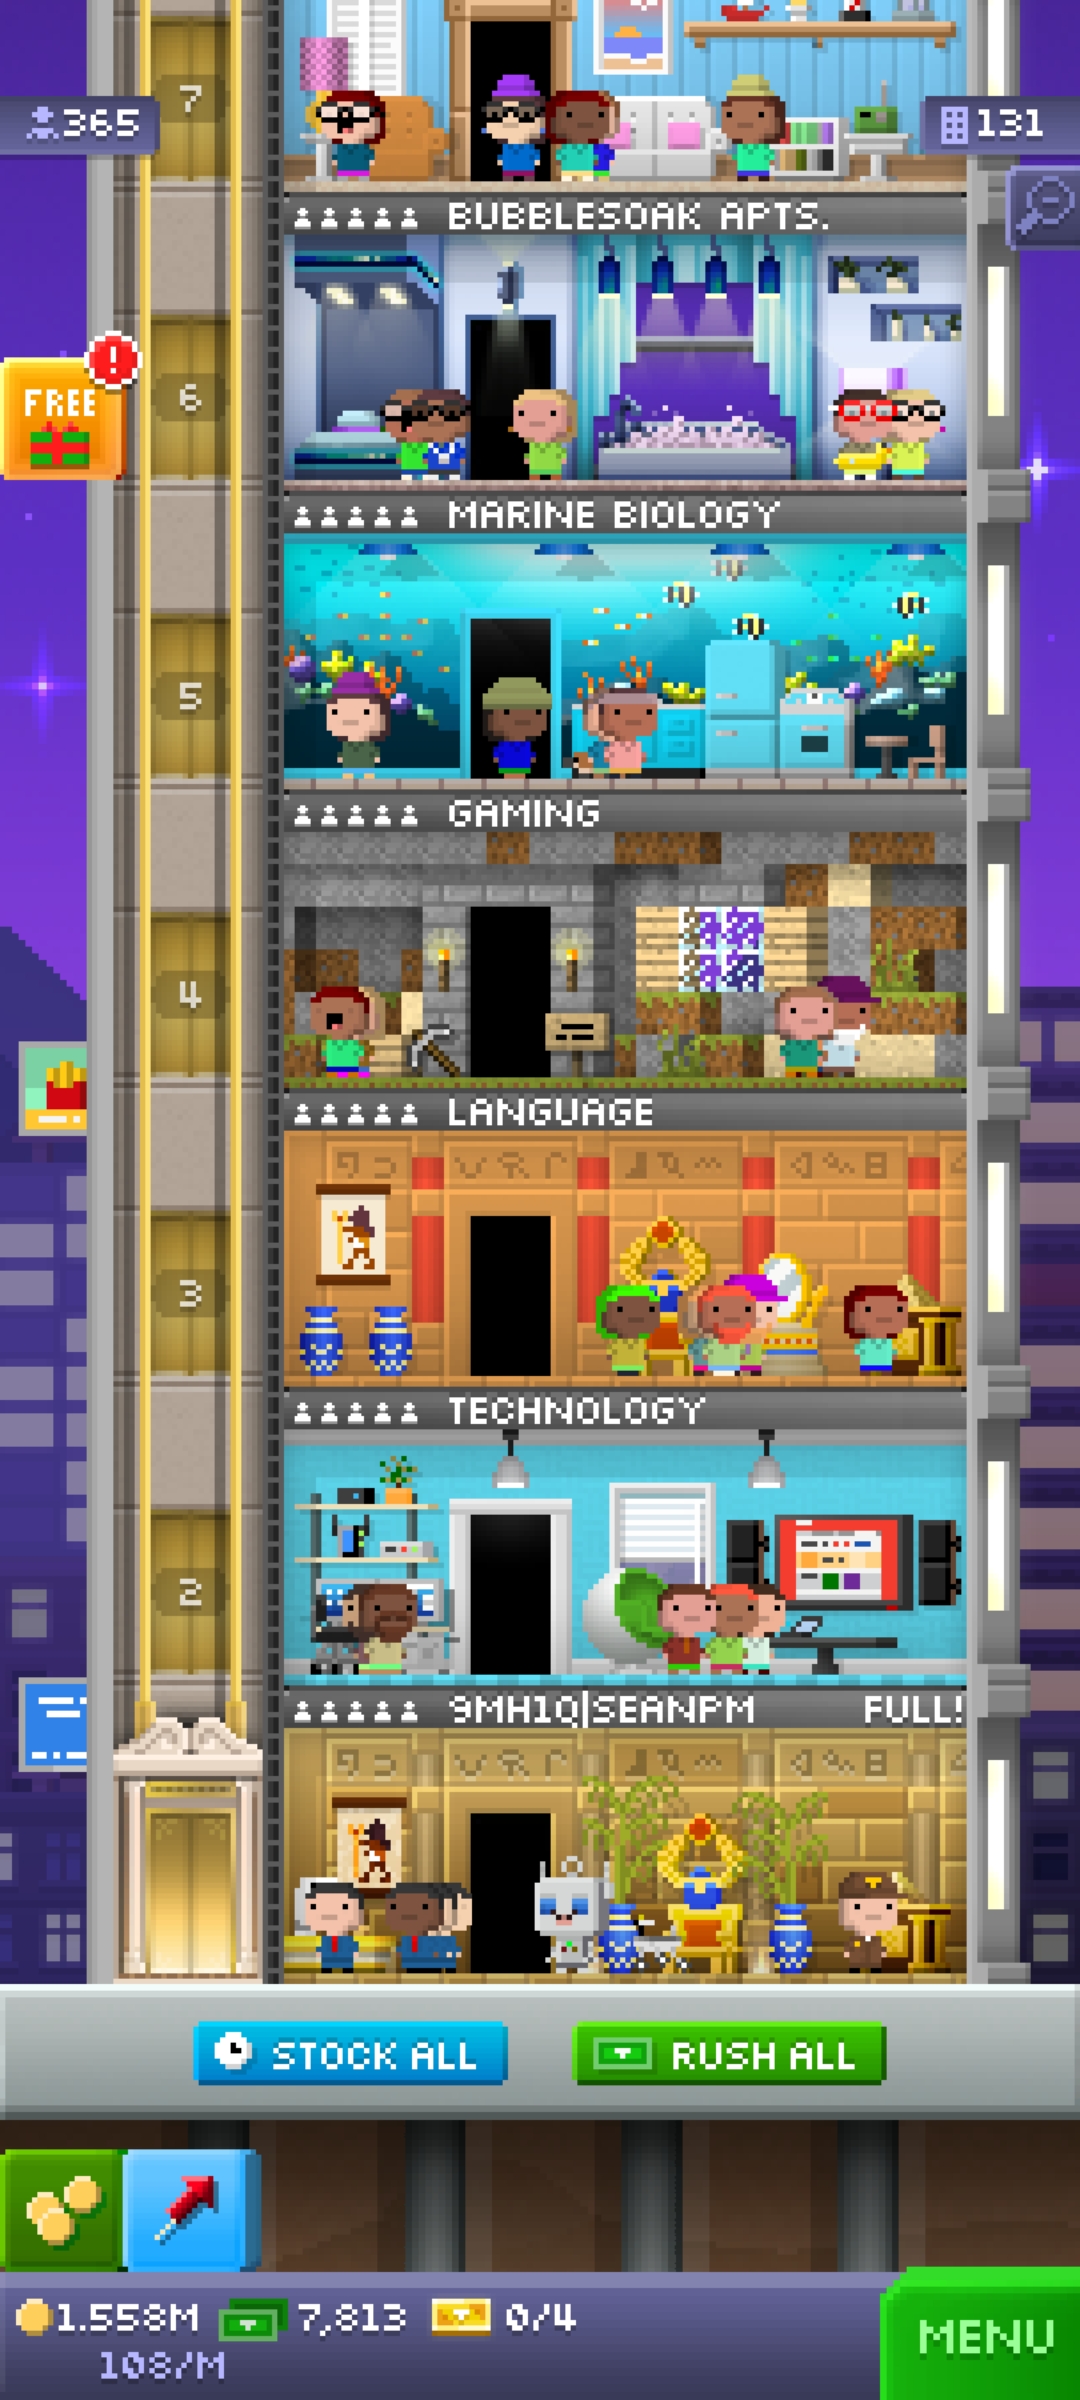 7
365
131
BUBBLESOAK APTS.
FREE
!
6
MARINE BIOLOGY
5
GAMING
4
LANGUAGE
3
TECHNOLOGY
2
9MH1Q|SEANPM FULL!
STOCK ALL
RUSH ALL
1.558M 7,813 0/4
108/M
MENU